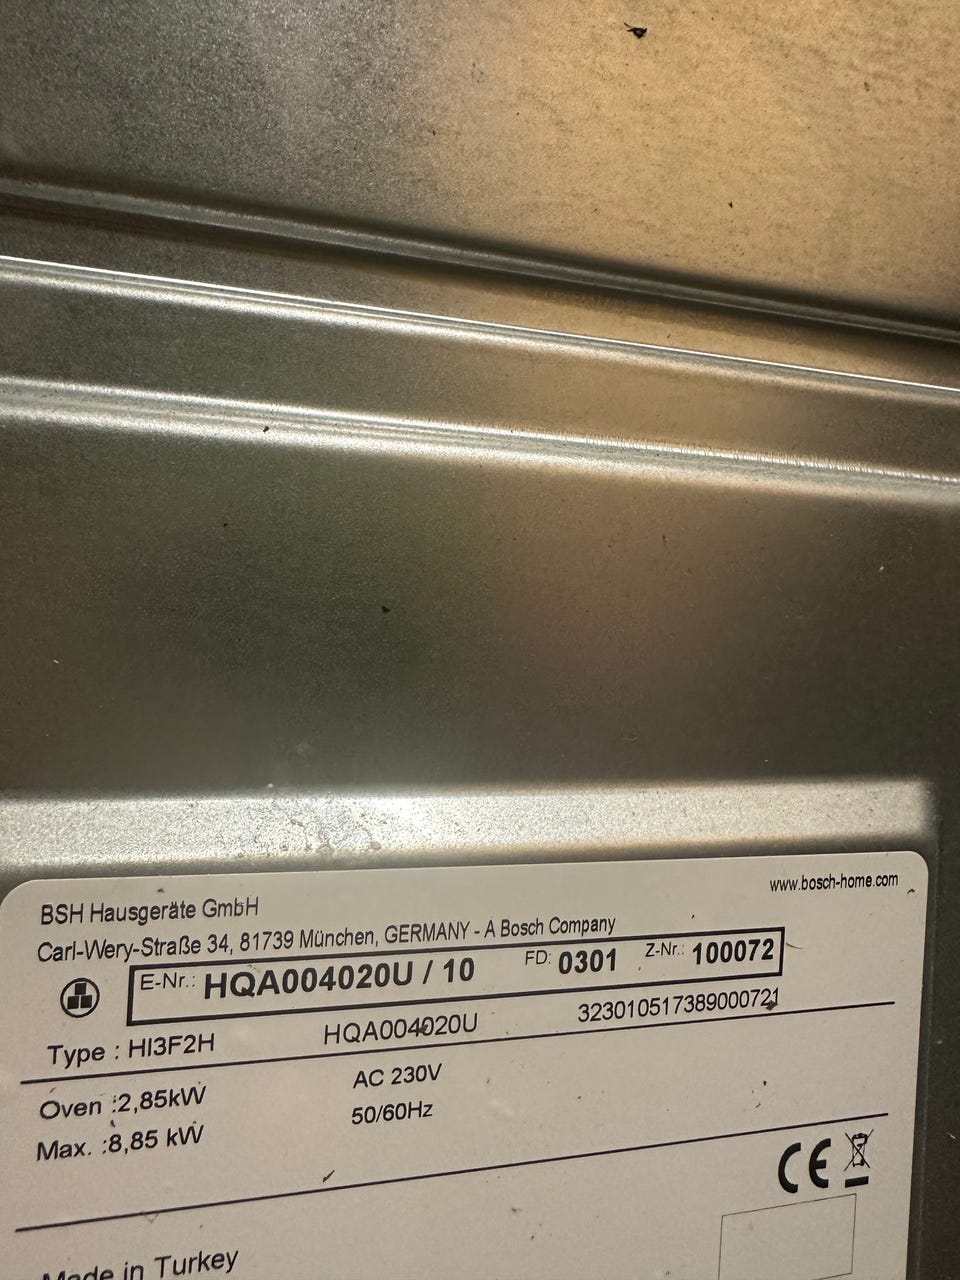 www.bosch-home.com
BSH Hausgeräte GmbH
Carl-Wery-Straße 34, 81739 München, GERMANY - A Bosch Company
E-Nr.: HQA004020U / 10 FD: 0301 Z-Nr.: 100072
Type : HI3F2H HQA004020U 323010517389000721
Oven :2,85kW AC 230V
Max. :8,85 kW 50/60Hz
CE
Made in Turkey